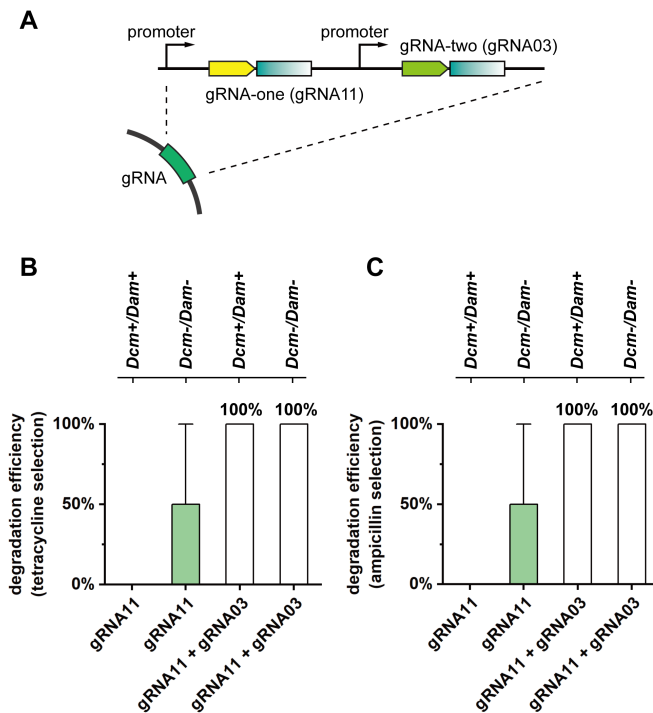 A
promoter
promoter
gRNA-two (gRNA03)
gRNA-one (gRNA11)
gRNA
B
Dcm+/Dam+
Dcm-/Dam-
Dcm+/Dam+
Dcm-/Dam-
degradation efficiency
(tetracycline selection)
100%
50%
0%
100%
100%
gRNA11
gRNA11
gRNA11 + gRNA03
gRNA11 + gRNA03
C
Dcm+/Dam+
Dcm-/Dam-
Dcm+/Dam+
Dcm-/Dam-
degradation efficiency
(ampicillin selection)
100%
50%
0%
100%
100%
gRNA11
gRNA11
gRNA11 + gRNA03
gRNA11 + gRNA03